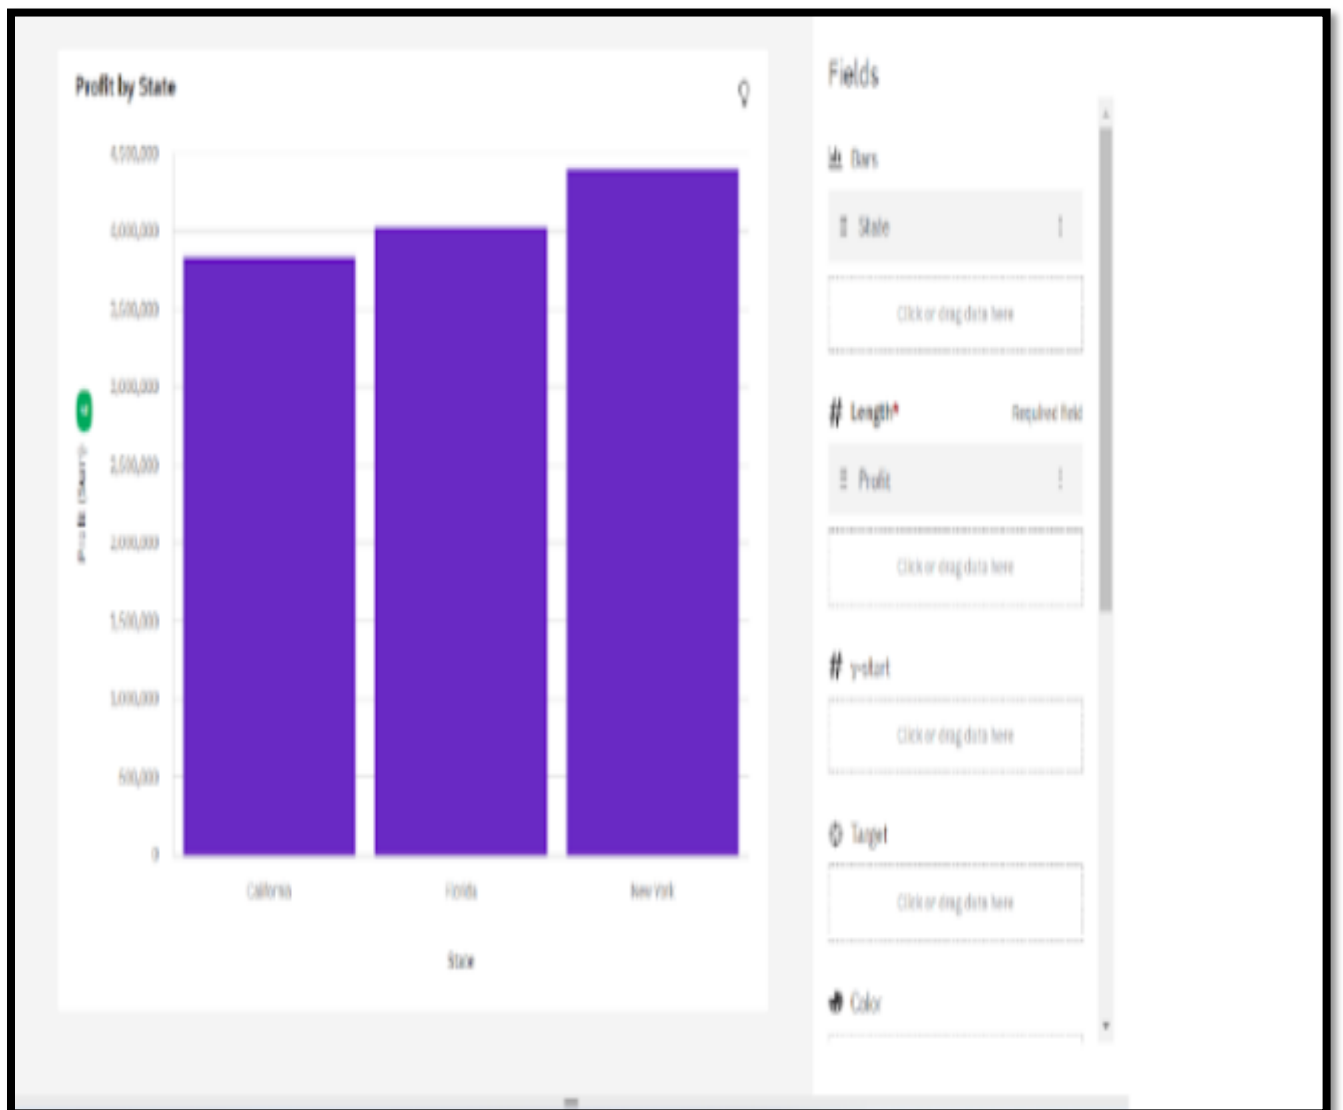 Profit by State
4,500,000
4,000,000
3,500,000
3,000,000
2,500,000
2,000,000
1,500,000
1,000,000
500,000
0
Profit (Sum)
California
Florida
New York
State
Fields
Bars
State
Click or drag data here
# Length*
Required field
Profit
Click or drag data here
# y-start
Click or drag data here
Target
Click or drag data here
Color